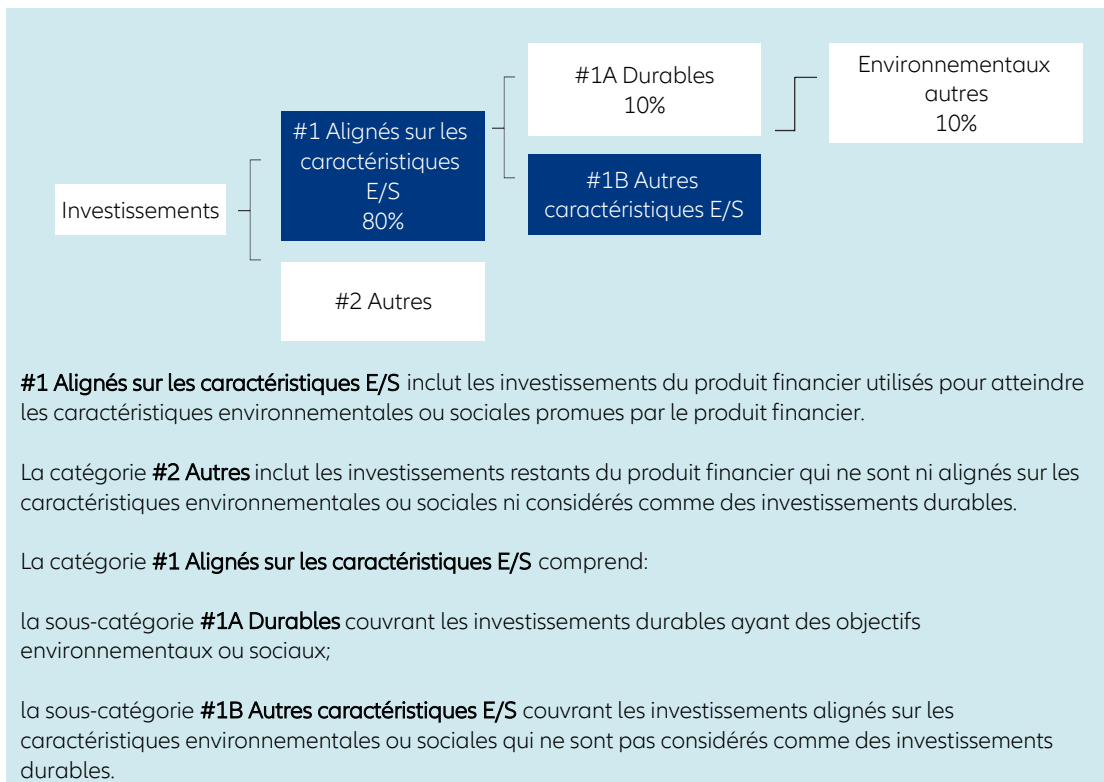 Investissements
#1 Alignés sur les
caractéristiques
E/S
80%
#2 Autres
#1A Durables
10%
#1B Autres
caractéristiques E/S
Environnementaux
autres
10%
#1 Alignés sur les caractéristiques E/S inclut les investissements du produit financier utilisés pour atteindre
les caractéristiques environnementales ou sociales promues par le produit financier.
La catégorie #2 Autres inclut les investissements restants du produit financier qui ne sont ni alignés sur les
caractéristiques environnementales ou sociales ni considérés comme des investissements durables.
La catégorie #1 Alignés sur les caractéristiques E/S comprend:
la sous-catégorie #1A Durables couvrant les investissements durables ayant des objectifs
environnementaux ou sociaux;
la sous-catégorie #1B Autres caractéristiques E/S couvrant les investissements alignés sur les
caractéristiques environnementales ou sociales qui ne sont pas considérés comme des investissements
durables.